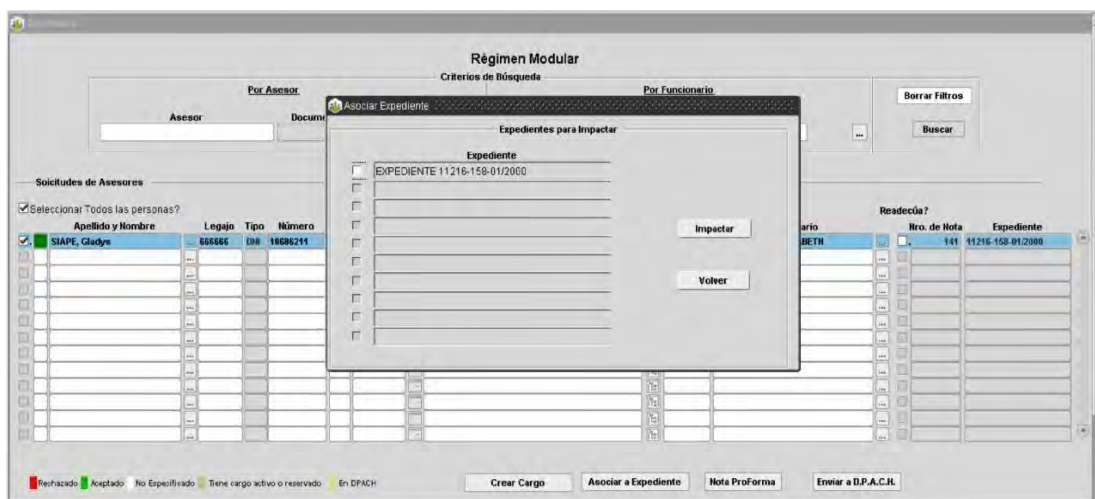 Régimen Modular
Criterios de Búsqueda
Por Asesor
Por Funcionario
Borrar Filtros
Asesor
Docume
...
Buscar
Asociar Expediente
Expedientes para Impactar
Expediente
EXPEDIENTE 11216-158-01/2000
Impactar
Volver
Soicitudes de Asesores
Seleccionar Todos las personas?
Readecúa?
Apellido y Nombre Legajo Tipo Número ario Nro. de Nota Expediente
SIAPE, Gladys ... 666666 DNI 10686211 BETH ... 141 11216-158-01/2000
Rechazado Aceptado No Especificado Tiene cargo activo o reservado En DPACH
Crear Cargo Asociar a Expediente Nota ProForma Enviar a D.P.A.C.H.